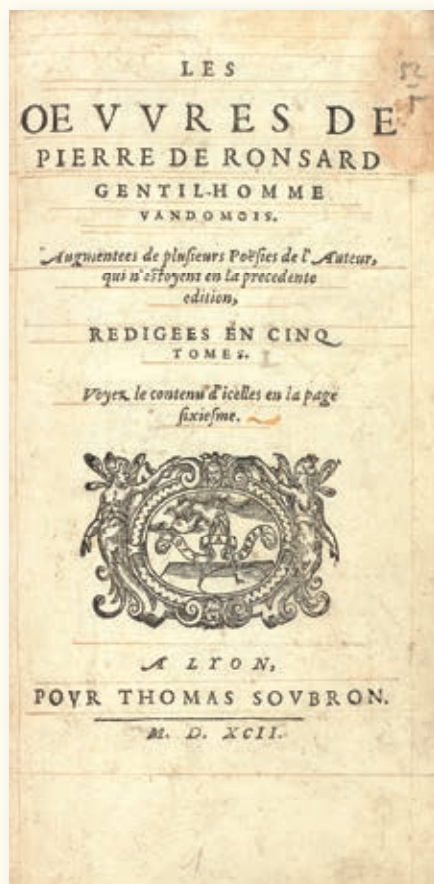 LES
OEVVRES DE
PIERRE DE RONSARD
GENTIL-HOMME
VANDOMOIS.
Augmentees de plusieurs Poësies de l'Auteur,
qui n'estoyent en la precedente
edition,
REDIGEES EN CINQ
TOMES.
Voyez le contenu d'icelles en la page
sixiesme.
A LYON,
POVR THOMAS SOVBRON.
M. D. XCII.